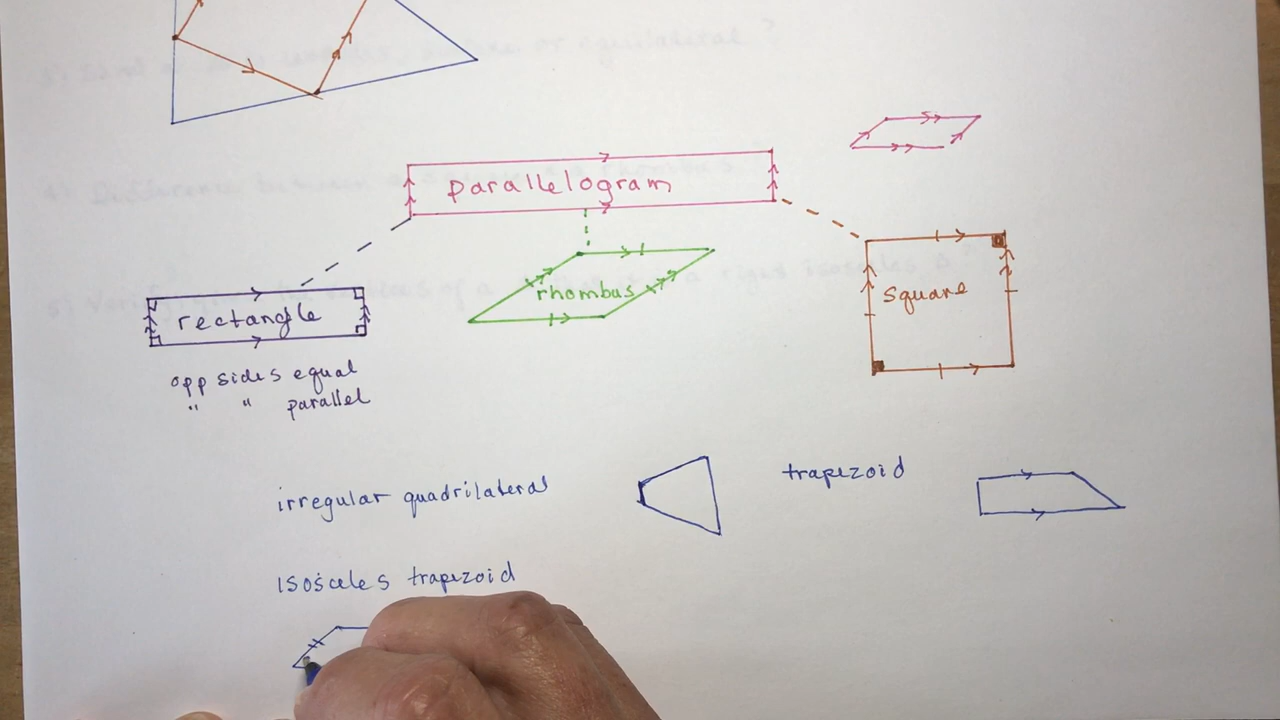 parallelogram
rectangle
rhombus
square
opp sides equal
" " parallel
irregular quadrilateral
trapezoid
isosceles trapezoid